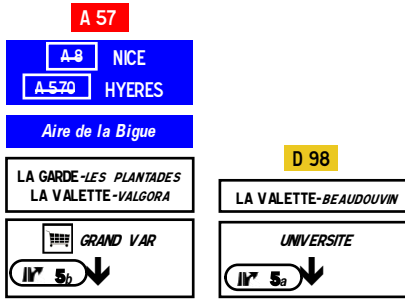 A 57
A 8 NICE
A 570 HYERES
Aire de la Bigue
LA GARDE-LES PLANTADES
LA VALETTE-VALGORA
GRAND VAR
5b
D 98
LA VALETTE-BEAUDOUVIN
UNIVERSITE
5a